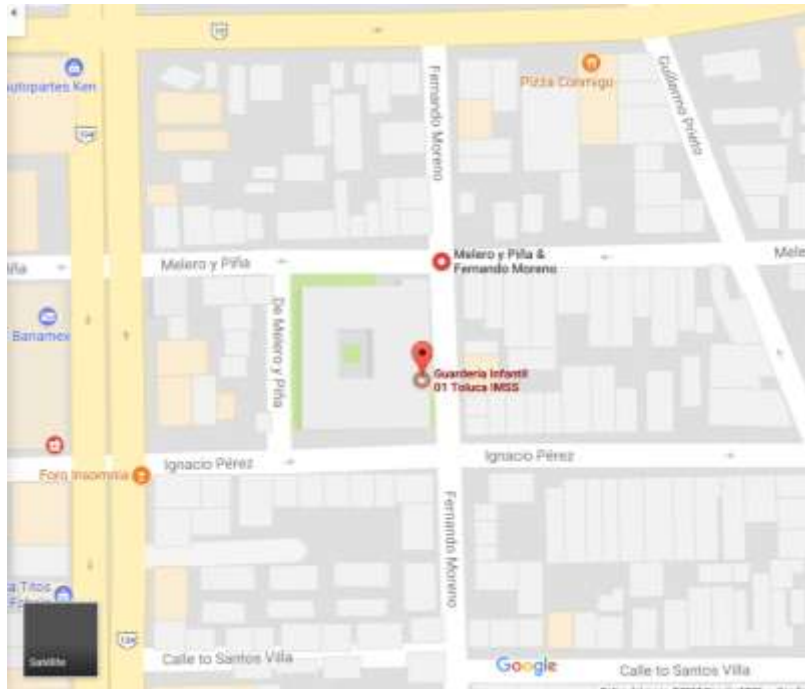 Autopartes Ken
134
Pizza Conmigo
Fernando Moreno
Guillermo Prieto
Melero y Piña
Melero y Piña &
Fernando Moreno
Mele
De Melero y Piña
Banamex
Guardería Infantil
01 Toluca IMSS
Ignacio Pérez
Ignacio Pérez
Foro Insomnia
Fernando Moreno
Satellite
134
Calle to Santos Villa
Google
Calle to Santos Villa